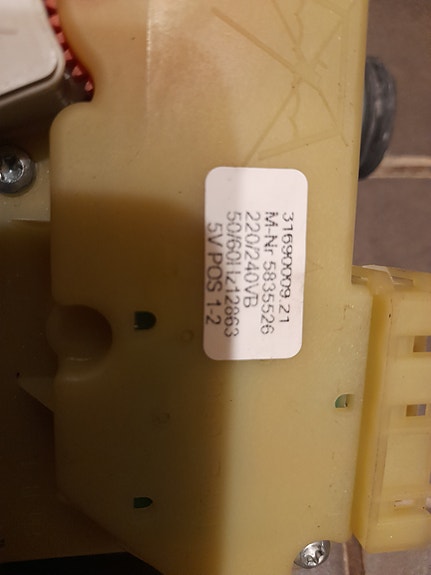 31690009 21
M-Nr 5835526
220/240VB
50/60Hz12863
5V POS 1-2